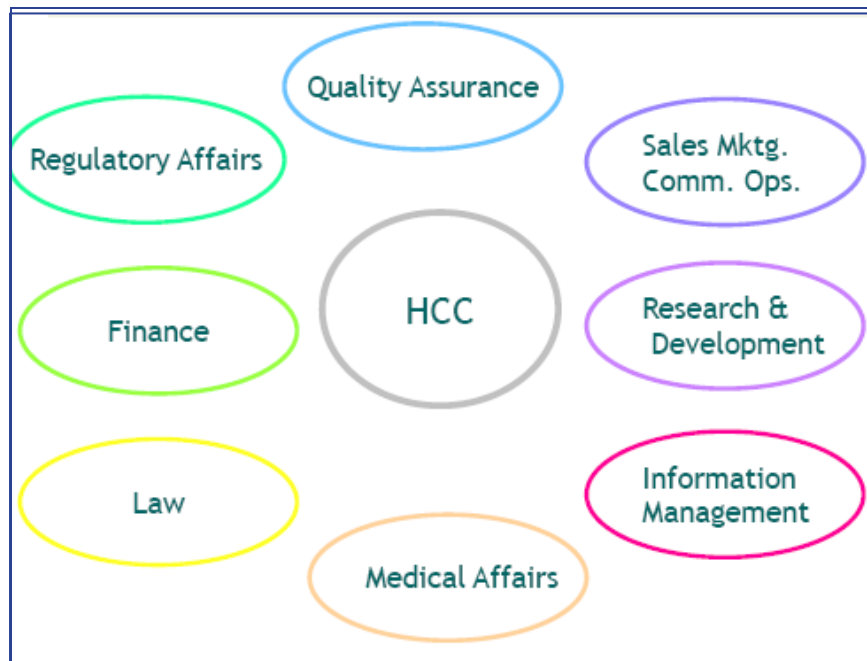 Quality Assurance
Regulatory Affairs
Sales Mktg.
Comm. Ops.
HCC
Finance
Research &
Development
Law
Information
Management
Medical Affairs